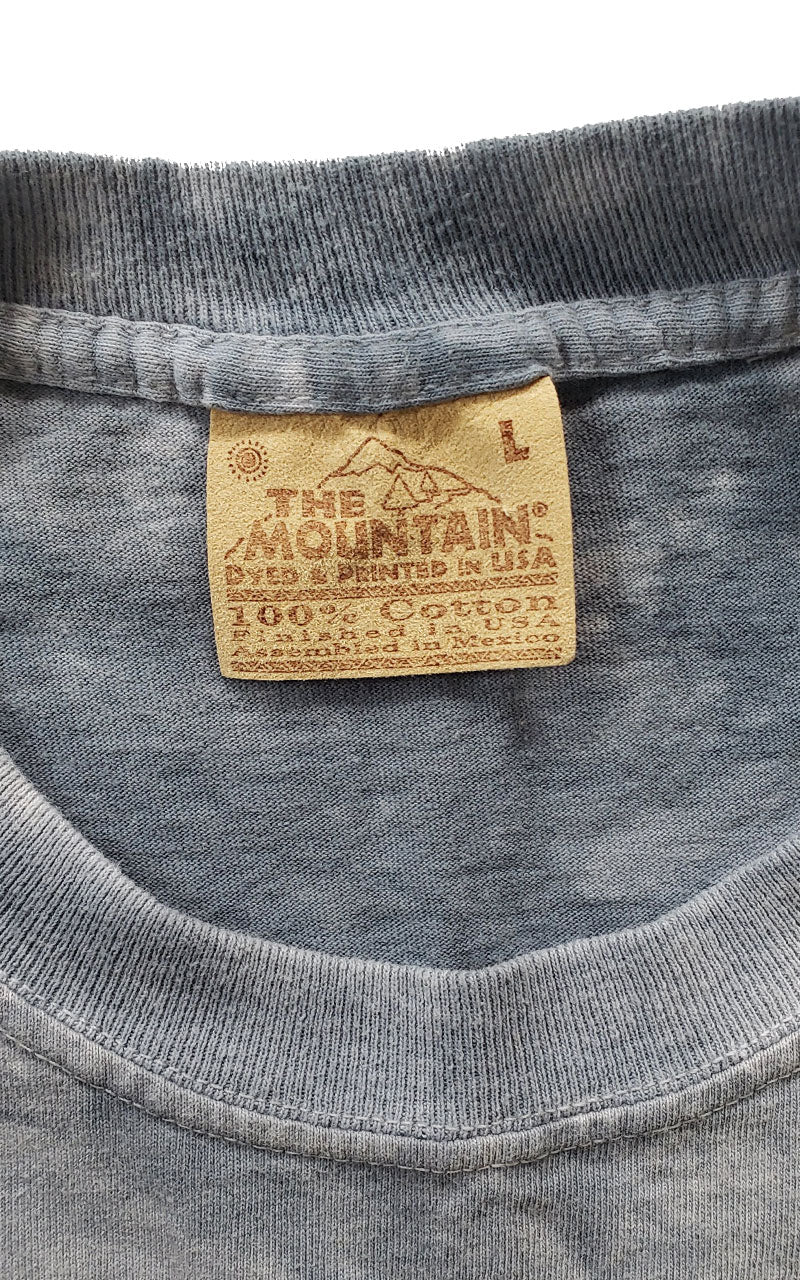 L
THE
MOUNTAIN®
DYED & PRINTED IN USA
100% Cotton
Finished in USA
Assembled in Mexico